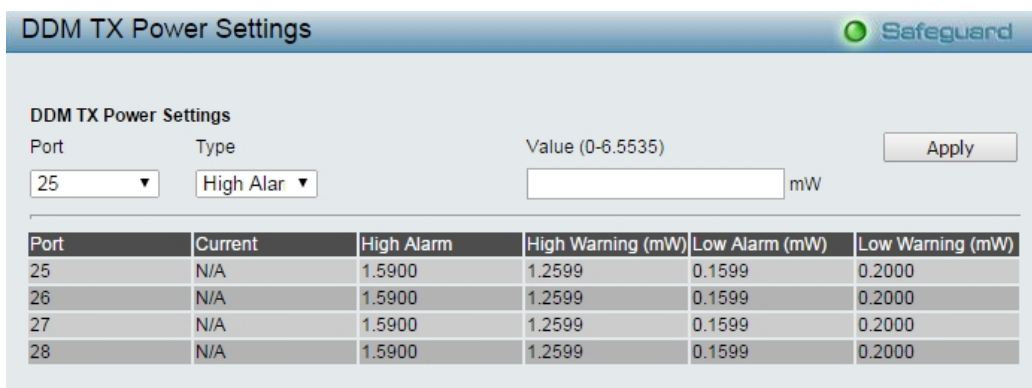 DDM TX Power Settings
Safeguard
DDM TX Power Settings
Port Type Value (0-6.5535) Apply
25 High Alar mW
Port Current High Alarm High Warning (mW) Low Alarm (mW) Low Warning (mW)
25 N/A 1.5900 1.2599 0.1599 0.2000
26 N/A 1.5900 1.2599 0.1599 0.2000
27 N/A 1.5900 1.2599 0.1599 0.2000
28 N/A 1.5900 1.2599 0.1599 0.2000